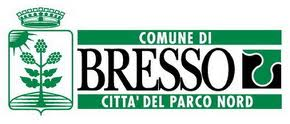 COMUNE DI
BRESSO
CITTA' DEL PARCO NORD